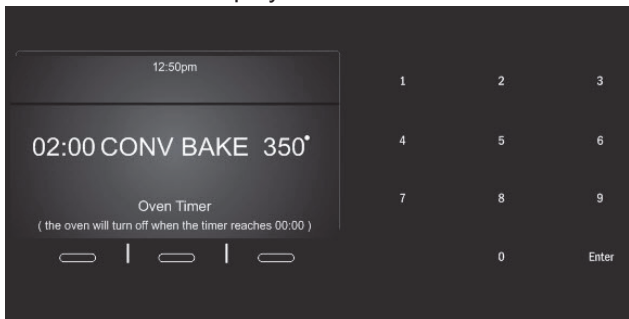 12:50pm
02:00 CONV BAKE 350°
Oven Timer
( the oven will turn off when the timer reaches 00:00 )
1 2 3
4 5 6
7 8 9
0 Enter